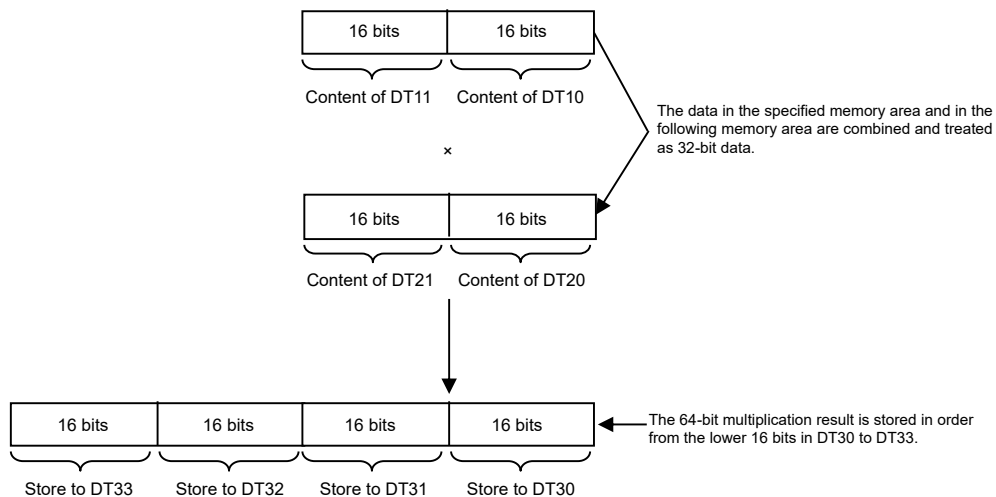 16 bits 16 bits
Content of DT11 Content of DT10
The data in the specified memory area and in the
following memory area are combined and treated
as 32-bit data.
×
16 bits 16 bits
Content of DT21 Content of DT20
16 bits 16 bits 16 bits 16 bits
The 64-bit multiplication result is stored in order
from the lower 16 bits in DT30 to DT33.
Store to DT33 Store to DT32 Store to DT31 Store to DT30